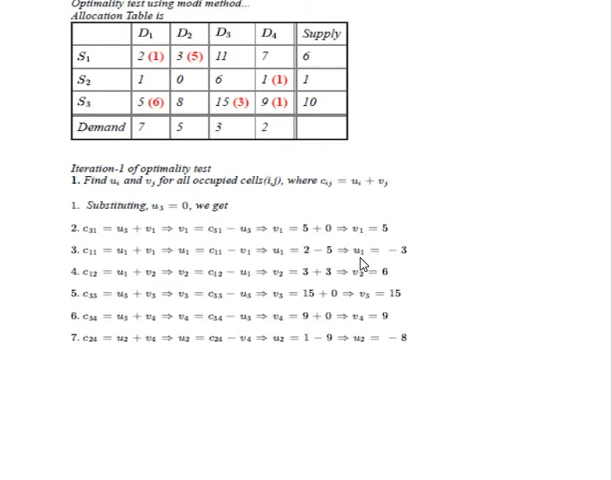 Optimality test using modi method...
Allocation Table is
D₁ D₂ D₃ D₄ Supply
S₁ 2 (1) 3 (5) 11 7 6
S₂ 1 0 6 1 (1) 1
S₃ 5 (6) 8 15 (3) 9 (1) 10
Demand 7 5 3 2
Iteration-1 of optimality test
1. Find uᵢ and vⱼ for all occupied cells(i,j), where cᵢⱼ = uᵢ + vⱼ
1. Substituting, u₃ = 0, we get
2. c₃₁ = u₃ + v₁ ⇒ v₁ = c₃₁ − u₃ ⇒ v₁ = 5 + 0 ⇒ v₁ = 5
3. c₁₁ = u₁ + v₁ ⇒ u₁ = c₁₁ − v₁ ⇒ u₁ = 2 − 5 ⇒ u₁ = − 3
4. c₁₂ = u₁ + v₂ ⇒ v₂ = c₁₂ − u₁ ⇒ v₂ = 3 + 3 ⇒ v₂ = 6
5. c₃₃ = u₃ + v₃ ⇒ v₃ = c₃₃ − u₃ ⇒ v₃ = 15 + 0 ⇒ v₃ = 15
6. c₃₄ = u₃ + v₄ ⇒ v₄ = c₃₄ − u₃ ⇒ v₄ = 9 + 0 ⇒ v₄ = 9
7. c₂₄ = u₂ + v₄ ⇒ u₂ = c₂₄ − v₄ ⇒ u₂ = 1 − 9 ⇒ u₂ = − 8